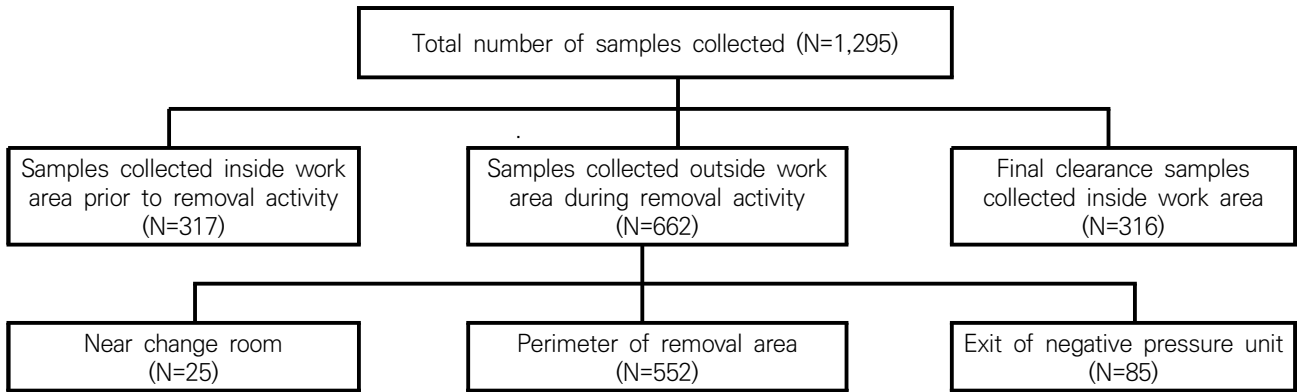 Total number of samples collected (N=1,295)
Samples collected inside work
area prior to removal activity
(N=317)
Samples collected outside work
area during removal activity
(N=662)
Final clearance samples
collected inside work area
(N=316)
Near change room
(N=25)
Perimeter of removal area
(N=552)
Exit of negative pressure unit
(N=85)